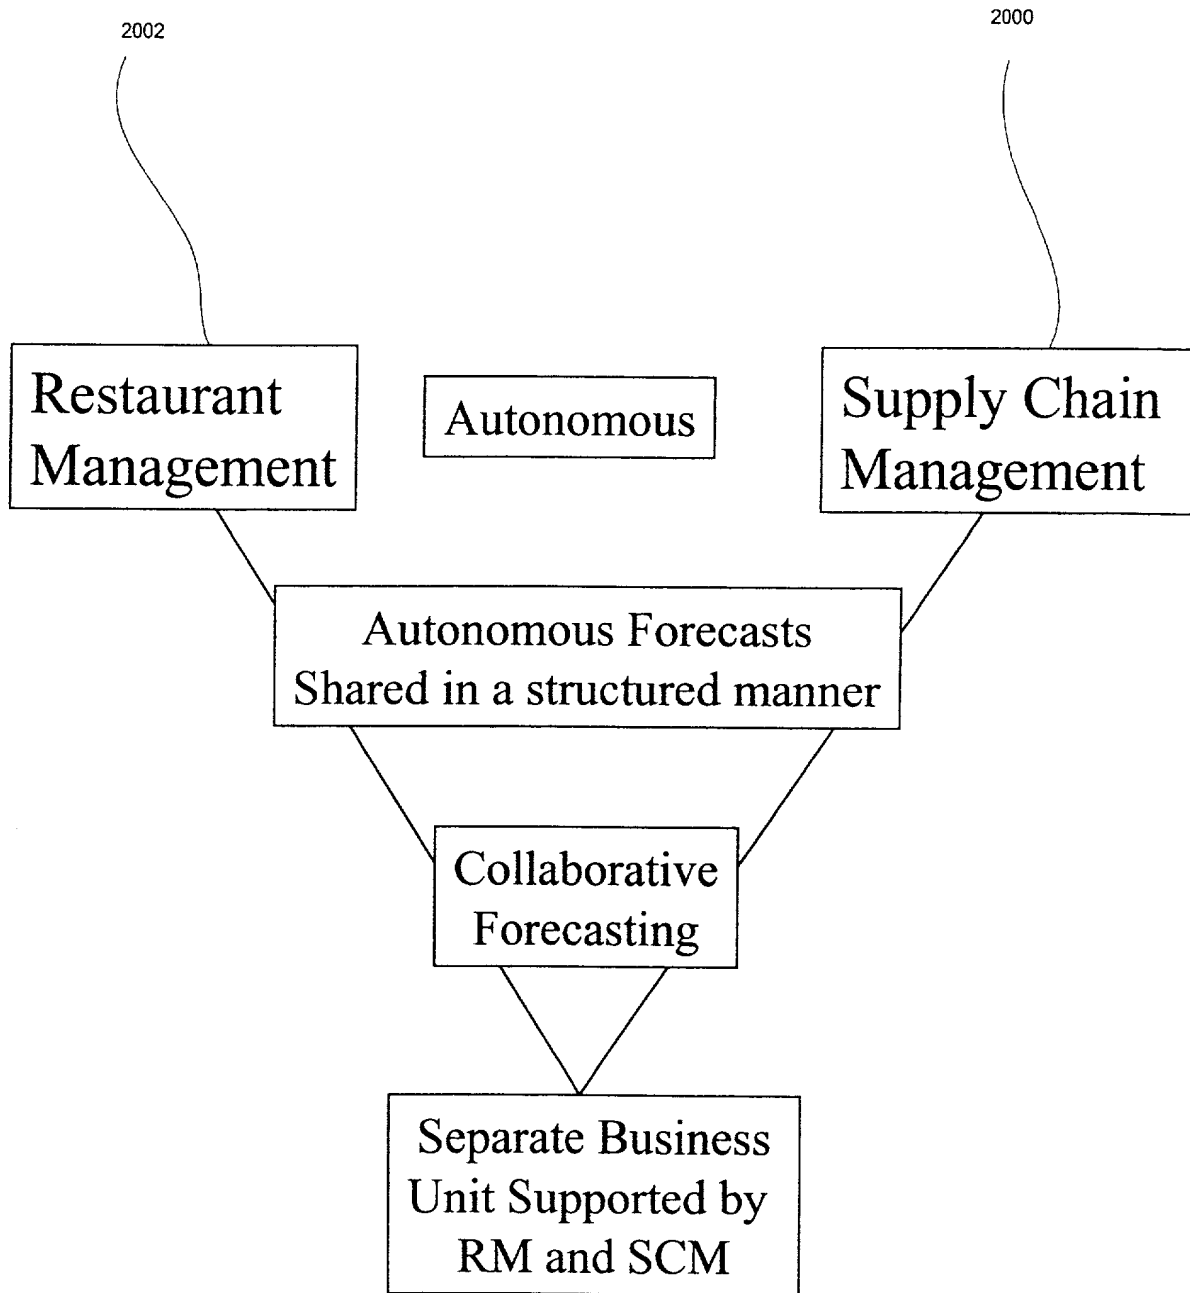 2002
2000
Restaurant
Management
Autonomous
Supply Chain
Management
Autonomous Forecasts
Shared in a structured manner
Collaborative
Forecasting
Separate Business
Unit Supported by
RM and SCM